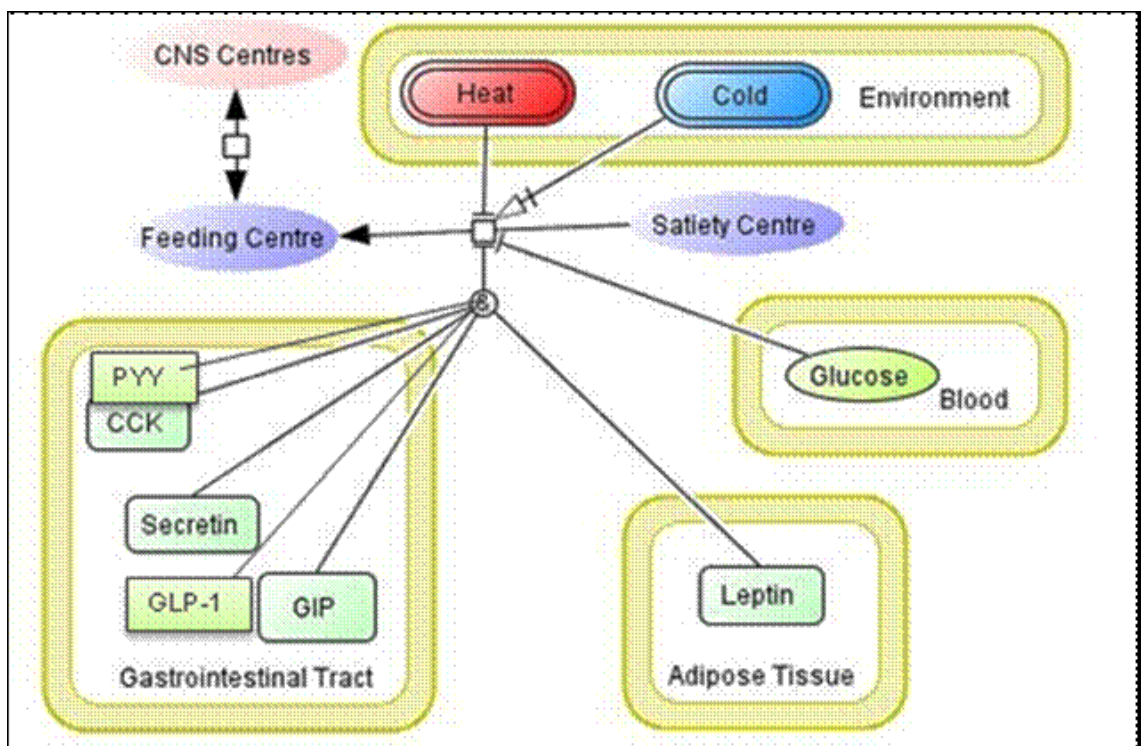 CNS Centres
Heat
Cold
Environment
Feeding Centre
Satiety Centre
&
PYY
CCK
Glucose
Blood
Secretin
GLP-1
GIP
Leptin
Gastrointestinal Tract
Adipose Tissue